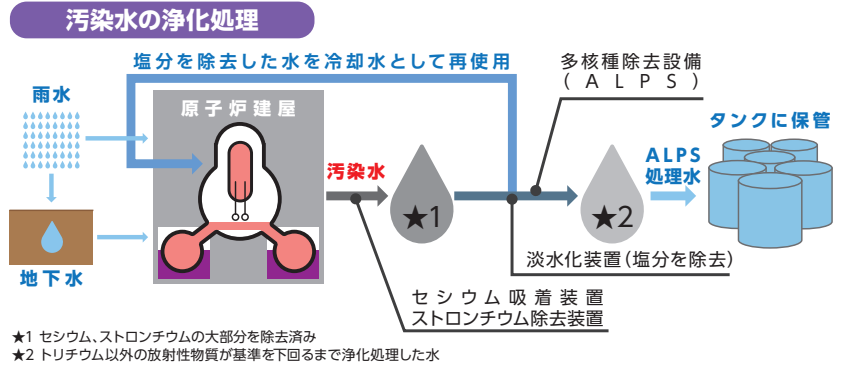 汚染水の浄化処理
塩分を除去した水を冷却水として再使用
多核種除去設備
(ALPS)
雨水
原子炉建屋
タンクに保管
汚染水
ALPS
処理水
★1
★2
地下水
淡水化装置(塩分を除去)
セシウム吸着装置
ストロンチウム除去装置
★1 セシウム、ストロンチウムの大部分を除去済み
★2 トリチウム以外の放射性物質が基準を下回るまで浄化処理した水